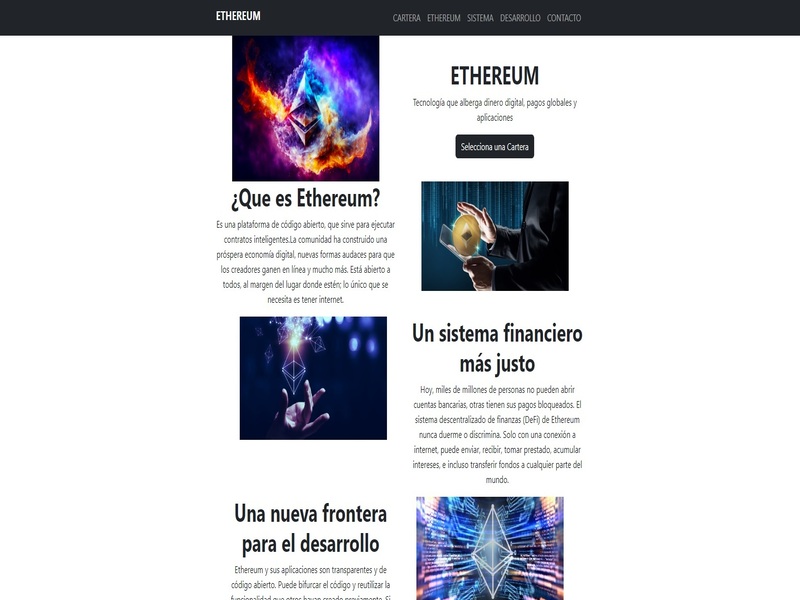 ETHEREUM
CARTERA ETHEREUM SISTEMA DESARROLLO CONTACTO
ETHEREUM
Tecnología que alberga dinero digital, pagos globales y
aplicaciones
Selecciona una Cartera
¿Que es Ethereum?
Es una plataforma de código abierto, que sirve para ejecutar
contratos inteligentes.La comunidad ha construido una
próspera economía digital, nuevas formas audaces para que
los creadores ganen en línea y mucho más. Está abierto a
todos, al margen del lugar donde estén; lo único que se
necesita es tener internet.
Un sistema financiero
más justo
Hoy, miles de millones de personas no pueden abrir
cuentas bancarias, otras tienen sus pagos bloqueados. El
sistema descentralizado de finanzas (DeFi) de Ethereum
nunca duerme o discrimina. Solo con una conexión a
internet, puede enviar, recibir, tomar prestado, acumular
intereses, e incluso transferir fondos a cualquier parte del
mundo.
Una nueva frontera
para el desarrollo
Ethereum y sus aplicaciones son transparentes y de
código abierto. Puede bifurcar el código y reutilizar la
funcionalidad que otros hayan creado previamente. Si